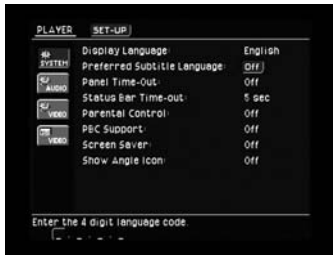 PLAYER SET-UP
SYSTEM
AUDIO
VIDEO
VIDEO
Display Language: English
Preferred Subtitle Language: Off
Panel Time-Out: Off
Status Bar Time-out: 5 sec
Parental Control: Off
PBC Support: Off
Screen Saver: Off
Show Angle Icon: Off
Enter the 4 digit language code.